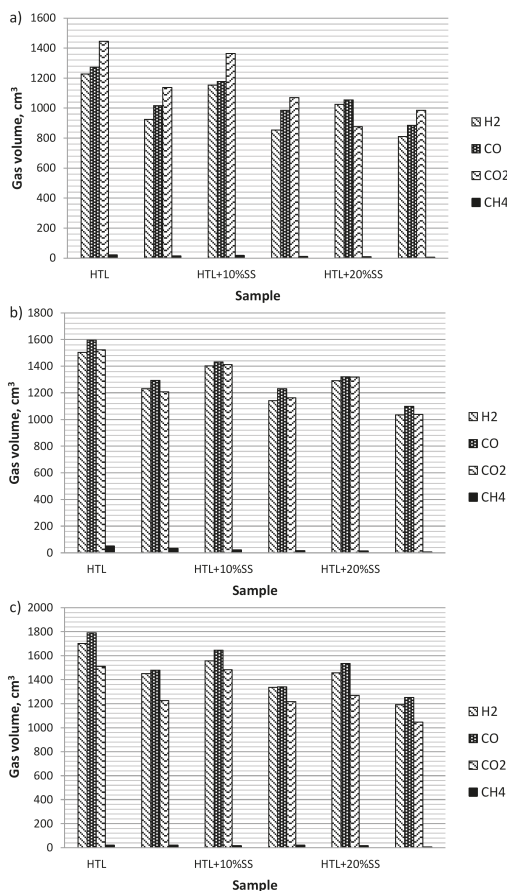 a)
1600
1400
1200
1000
800
600
400
200
0
Gas volume, cm³
HTL
HTL+10%SS
HTL+20%SS
Sample
H2
CO
CO2
CH4
b)
1800
1600
1400
1200
1000
800
600
400
200
0
Gas volume, cm³
HTL
HTL+10%SS
HTL+20%SS
Sample
H2
CO
CO2
CH4
c)
2000
1800
1600
1400
1200
1000
800
600
400
200
0
Gas volume, cm³
HTL
HTL+10%SS
HTL+20%SS
Sample
H2
CO
CO2
CH4